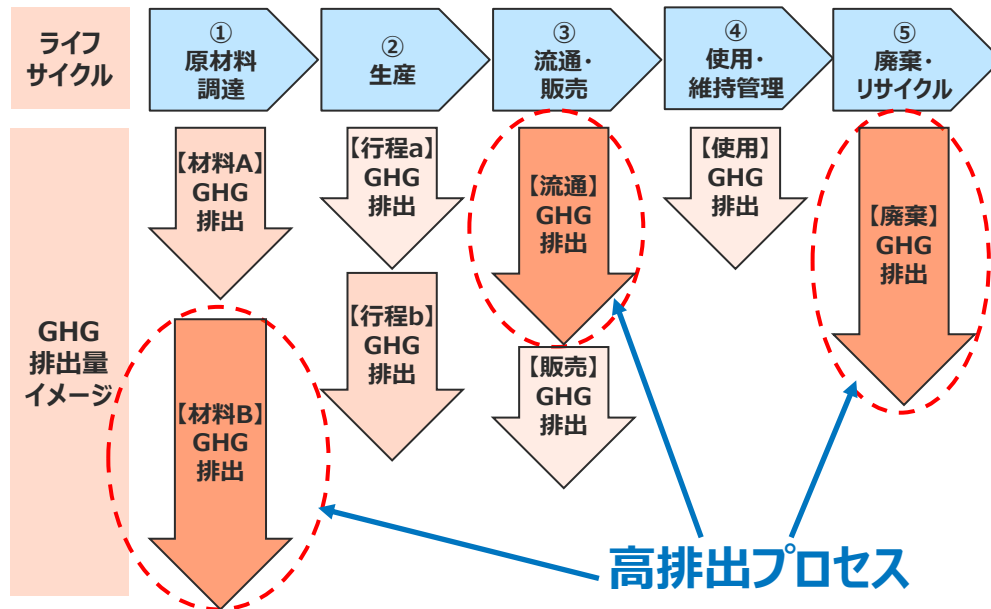 ライフ
サイクル
①
原材料
調達
②
生産
③
流通・
販売
④
使用・
維持管理
⑤
廃棄・
リサイクル
GHG
排出量
イメージ
【材料A】
GHG
排出
【材料B】
GHG
排出
【行程a】
GHG
排出
【行程b】
GHG
排出
【流通】
GHG
排出
【販売】
GHG
排出
【使用】
GHG
排出
【廃棄】
GHG
排出
高排出プロセス